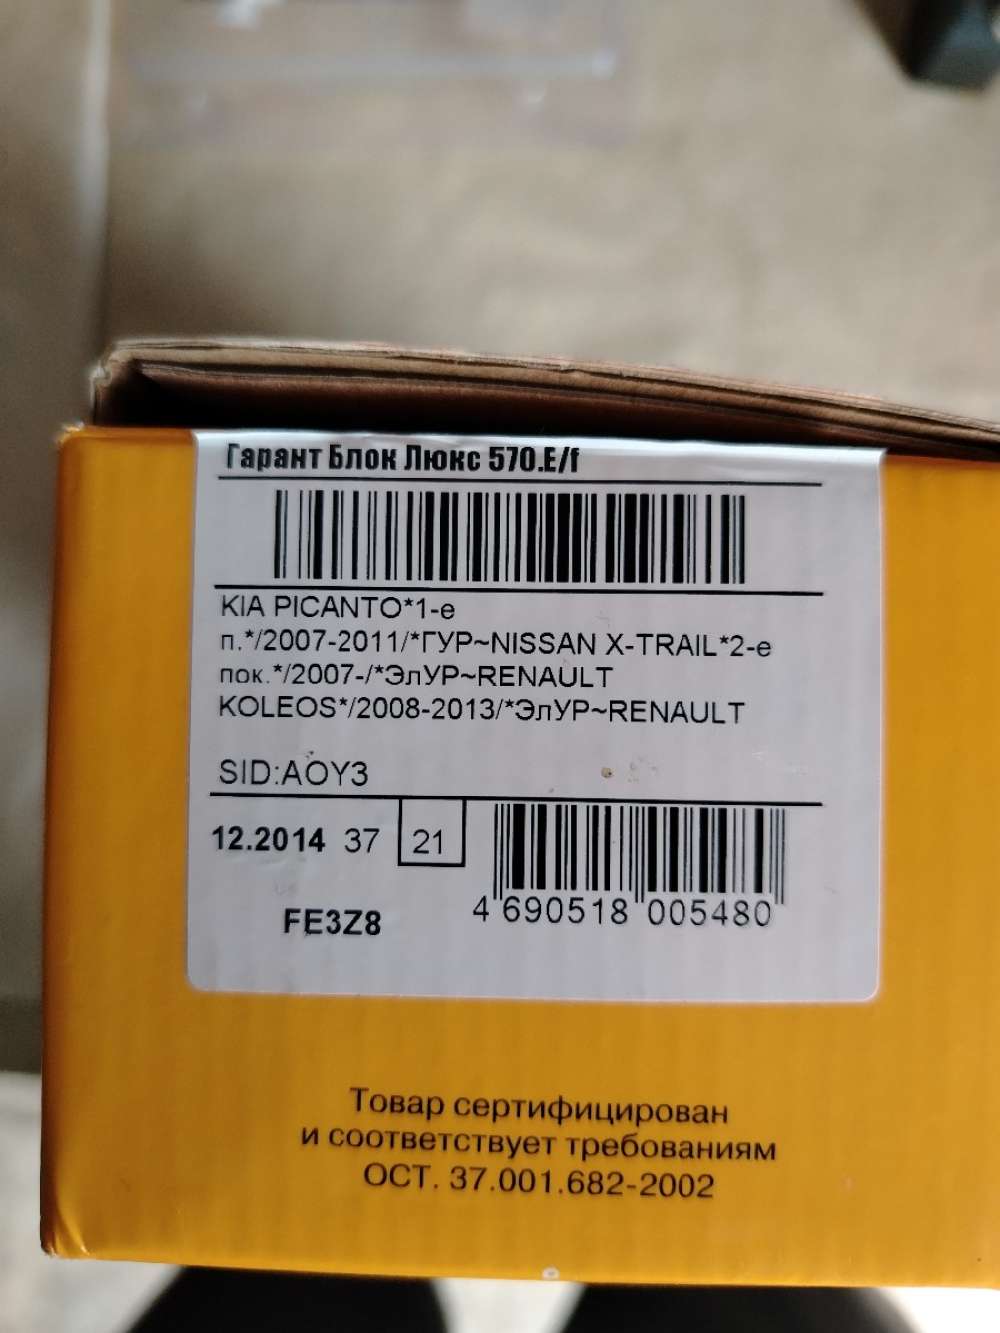 Гарант Блок Люкс 570.E/f
KIA PICANTO*1-е
п.*/2007-2011/*ГУР~NISSAN X-TRAIL*2-е
пок.*/2007-/*ЭлУР~RENAULT
KOLEOS*/2008-2013/*ЭлУР~RENAULT
SID:AOY3
12.2014 37 21
FE3Z8
4 690518 005480
Товар сертифицирован
и соответствует требованиям
ОСТ. 37.001.682-2002